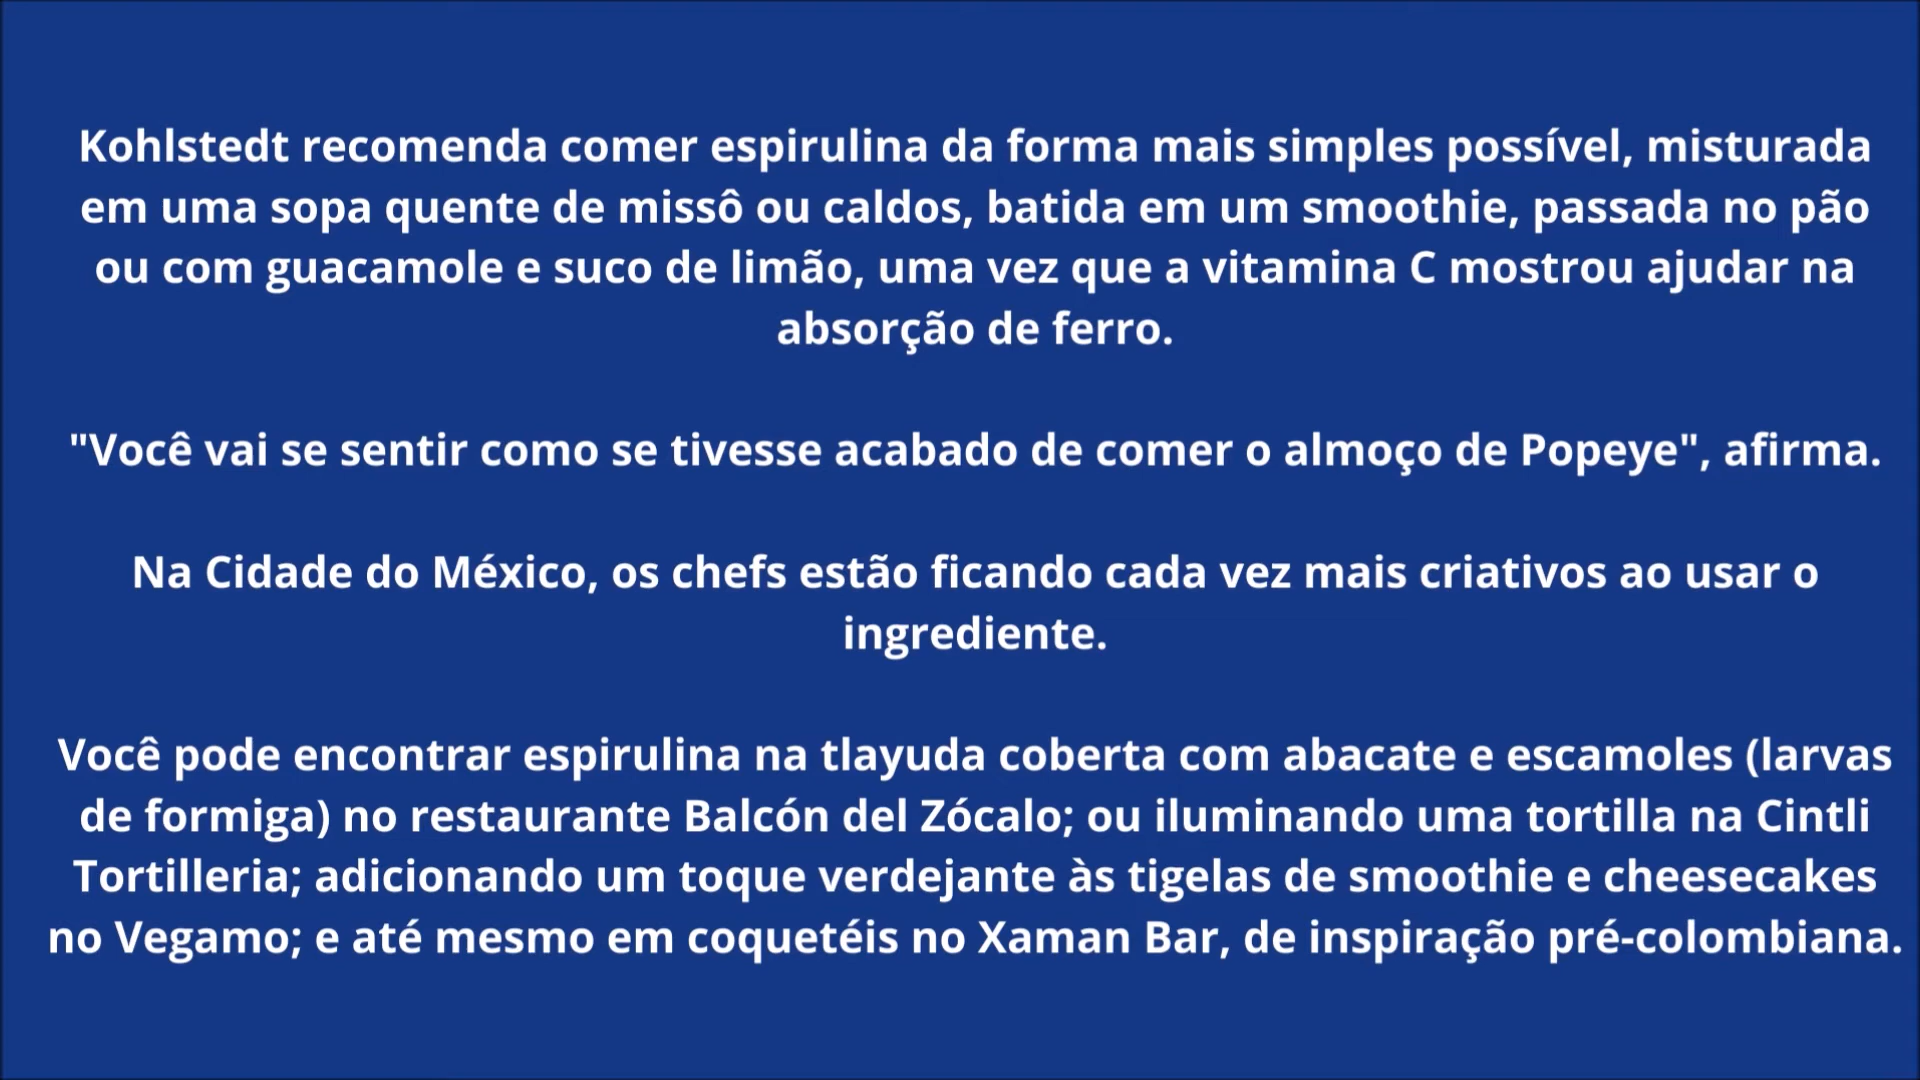 Kohlstedt recomenda comer espirulina da forma mais simples possível, misturada
em uma sopa quente de missô ou caldos, batida em um smoothie, passada no pão
ou com guacamole e suco de limão, uma vez que a vitamina C mostrou ajudar na
absorção de ferro.
"Você vai se sentir como se tivesse acabado de comer o almoço de Popeye", afirma.
Na Cidade do México, os chefs estão ficando cada vez mais criativos ao usar o
ingrediente.
Você pode encontrar espirulina na tlayuda coberta com abacate e escamoles (larvas
de formiga) no restaurante Balcón del Zócalo; ou iluminando uma tortilla na Cintli
Tortilleria; adicionando um toque verdejante às tigelas de smoothie e cheesecakes
no Vegamo; e até mesmo em coquetéis no Xaman Bar, de inspiração pré-colombiana.